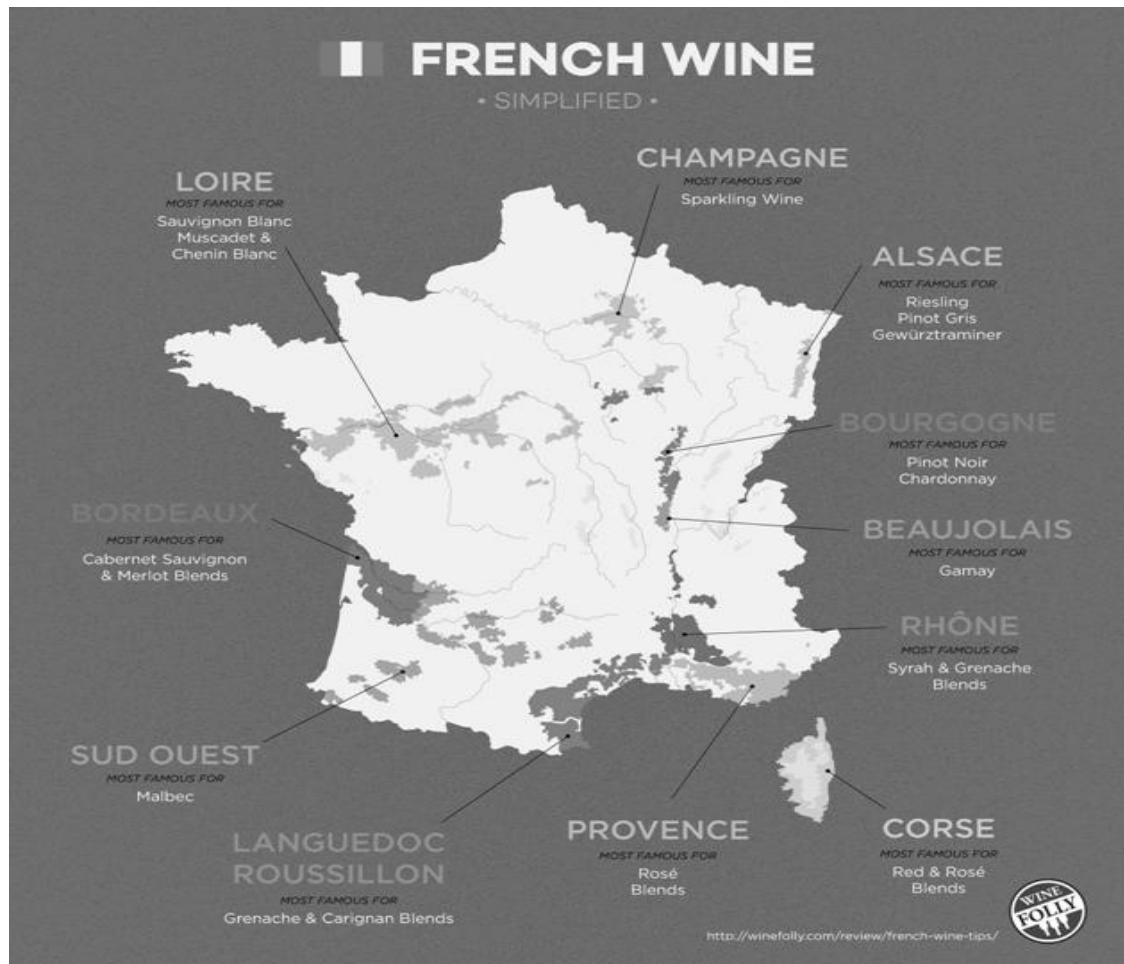 FRENCH WINE
• SIMPLIFIED •
CHAMPAGNE
MOST FAMOUS FOR
Sparkling Wine
LOIRE
MOST FAMOUS FOR
Sauvignon Blanc
Muscadet &
Chenin Blanc
ALSACE
MOST FAMOUS FOR
Riesling
Pinot Gris
Gewürztraminer
BOURGOGNE
MOST FAMOUS FOR
Pinot Noir
Chardonnay
BORDEAUX
MOST FAMOUS FOR
Cabernet Sauvignon
& Merlot Blends
BEAUJOLAIS
MOST FAMOUS FOR
Gamay
RHÔNE
MOST FAMOUS FOR
Syrah & Grenache
Blends
SUD OUEST
MOST FAMOUS FOR
Malbec
LANGUEDOC
ROUSSILLON
MOST FAMOUS FOR
Grenache & Carignan Blends
PROVENCE
MOST FAMOUS FOR
Rosé
Blends
CORSE
MOST FAMOUS FOR
Red & Rosé
Blends
WINE
FOLLY
http://winefolly.com/review/french-wine-tips/